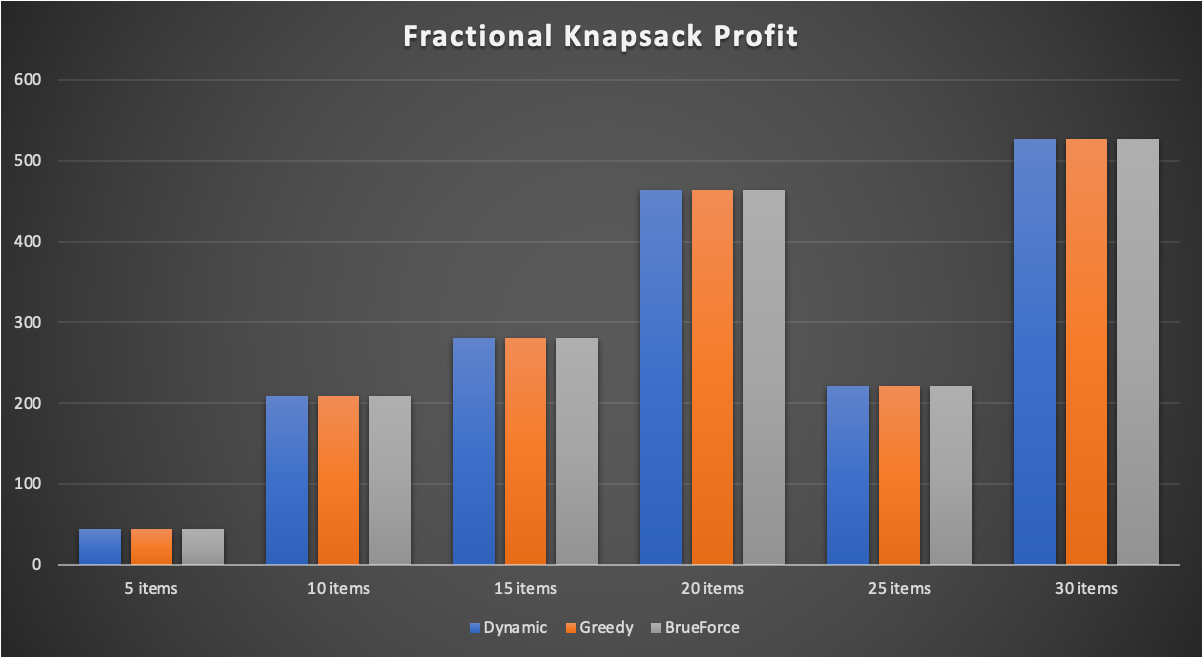 Fractional Knapsack Profit
600
500
400
300
200
100
0
5 items 10 items 15 items 20 items 25 items 30 items
Dynamic Greedy BrueForce